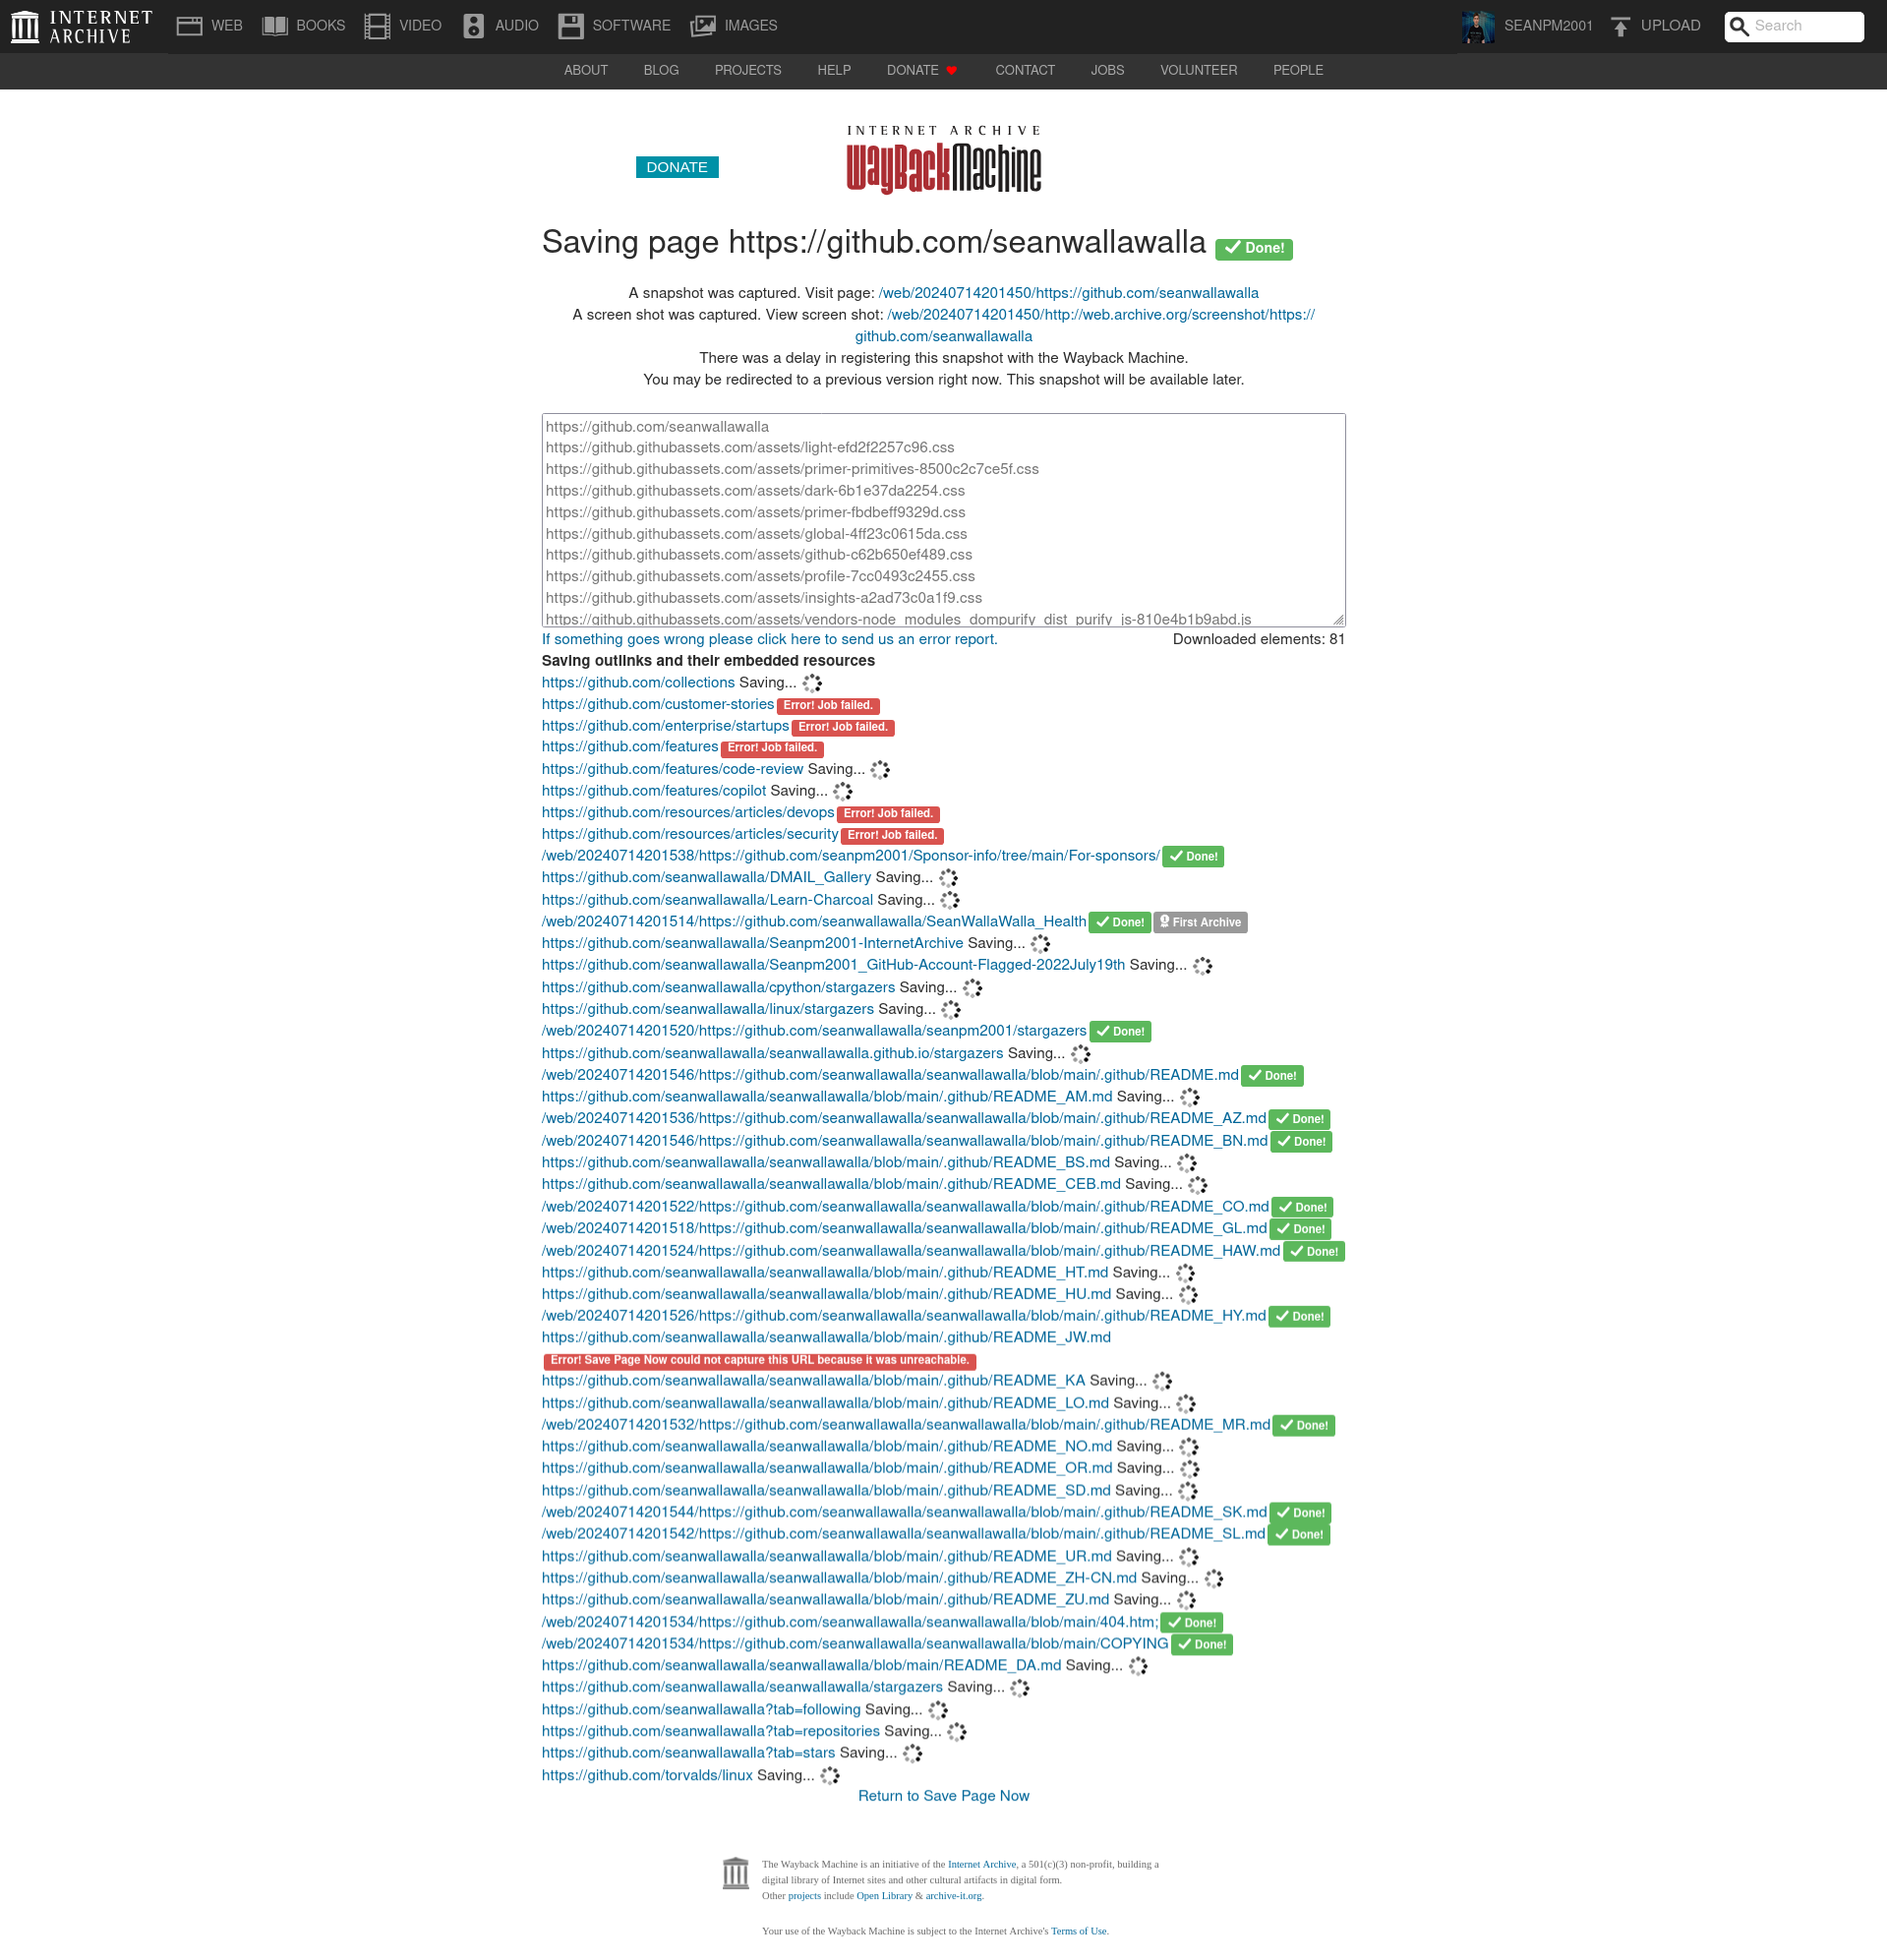 INTERNET ARCHIVE
WEB BOOKS VIDEO AUDIO SOFTWARE IMAGES SEANPM2001 UPLOAD Search
ABOUT BLOG PROJECTS HELP DONATE CONTACT JOBS VOLUNTEER PEOPLE
INTERNET ARCHIVE
DONATE WayBackMachine
Saving page https://github.com/seanwallawalla Done!
A snapshot was captured. Visit page: /web/20240714201450/https://github.com/seanwallawalla
A screen shot was captured. View screen shot: /web/20240714201450/http://web.archive.org/screenshot/https://
github.com/seanwallawalla
There was a delay in registering this snapshot with the Wayback Machine.
You may be redirected to a previous version right now. This snapshot will be available later.
https://github.com/seanwallawalla
https://github.githubassets.com/assets/light-efd2f2257c96.css
https://github.githubassets.com/assets/primer-primitives-8500c2c7ce5f.css
https://github.githubassets.com/assets/dark-6b1e37da2254.css
https://github.githubassets.com/assets/primer-fbdbeff9329d.css
https://github.githubassets.com/assets/global-4ff23c0615da.css
https://github.githubassets.com/assets/github-c62b650ef489.css
https://github.githubassets.com/assets/profile-7cc0493c2455.css
https://github.githubassets.com/assets/insights-a2ad73c0a1f9.css
https://github.githubassets.com/assets/vendors-node_modules_dompurify_dist_purify_js-810e4b1b9abd.js
If something goes wrong please click here to send us an error report. Downloaded elements: 81
Saving outlinks and their embedded resources
https://github.com/collections Saving...
https://github.com/customer-stories Error! Job failed.
https://github.com/enterprise/startups Error! Job failed.
https://github.com/features Error! Job failed.
https://github.com/features/code-review Saving...
https://github.com/features/copilot Saving...
https://github.com/resources/articles/devops Error! Job failed.
https://github.com/resources/articles/security Error! Job failed.
/web/20240714201538/https://github.com/seanpm2001/Sponsor-info/tree/main/For-sponsors/ Done!
https://github.com/seanwallawalla/DMAIL_Gallery Saving...
https://github.com/seanwallawalla/Learn-Charcoal Saving...
/web/20240714201514/https://github.com/seanwallawalla/SeanWallaWalla_Health Done! First Archive
https://github.com/seanwallawalla/Seanpm2001-InternetArchive Saving...
https://github.com/seanwallawalla/Seanpm2001_GitHub-Account-Flagged-2022July19th Saving...
https://github.com/seanwallawalla/cpython/stargazers Saving...
https://github.com/seanwallawalla/linux/stargazers Saving...
/web/20240714201520/https://github.com/seanwallawalla/seanpm2001/stargazers Done!
https://github.com/seanwallawalla/seanwallawalla.github.io/stargazers Saving...
/web/20240714201546/https://github.com/seanwallawalla/seanwallawalla/blob/main/.github/README.md Done!
https://github.com/seanwallawalla/seanwallawalla/blob/main/.github/README_AM.md Saving...
/web/20240714201536/https://github.com/seanwallawalla/seanwallawalla/blob/main/.github/README_AZ.md Done!
/web/20240714201546/https://github.com/seanwallawalla/seanwallawalla/blob/main/.github/README_BN.md Done!
https://github.com/seanwallawalla/seanwallawalla/blob/main/.github/README_BS.md Saving...
https://github.com/seanwallawalla/seanwallawalla/blob/main/.github/README_CEB.md Saving...
/web/20240714201522/https://github.com/seanwallawalla/seanwallawalla/blob/main/.github/README_CO.md Done!
/web/20240714201518/https://github.com/seanwallawalla/seanwallawalla/blob/main/.github/README_GL.md Done!
/web/20240714201524/https://github.com/seanwallawalla/seanwallawalla/blob/main/.github/README_HAW.md Done!
https://github.com/seanwallawalla/seanwallawalla/blob/main/.github/README_HT.md Saving...
https://github.com/seanwallawalla/seanwallawalla/blob/main/.github/README_HU.md Saving...
/web/20240714201526/https://github.com/seanwallawalla/seanwallawalla/blob/main/.github/README_HY.md Done!
https://github.com/seanwallawalla/seanwallawalla/blob/main/.github/README_JW.md
Error! Save Page Now could not capture this URL because it was unreachable.
https://github.com/seanwallawalla/seanwallawalla/blob/main/.github/README_KA Saving...
https://github.com/seanwallawalla/seanwallawalla/blob/main/.github/README_LO.md Saving...
/web/20240714201532/https://github.com/seanwallawalla/seanwallawalla/blob/main/.github/README_MR.md Done!
https://github.com/seanwallawalla/seanwallawalla/blob/main/.github/README_NO.md Saving...
https://github.com/seanwallawalla/seanwallawalla/blob/main/.github/README_OR.md Saving...
https://github.com/seanwallawalla/seanwallawalla/blob/main/.github/README_SD.md Saving...
/web/20240714201544/https://github.com/seanwallawalla/seanwallawalla/blob/main/.github/README_SK.md Done!
/web/20240714201542/https://github.com/seanwallawalla/seanwallawalla/blob/main/.github/README_SL.md Done!
https://github.com/seanwallawalla/seanwallawalla/blob/main/.github/README_UR.md Saving...
https://github.com/seanwallawalla/seanwallawalla/blob/main/.github/README_ZH-CN.md Saving...
https://github.com/seanwallawalla/seanwallawalla/blob/main/.github/README_ZU.md Saving...
/web/20240714201534/https://github.com/seanwallawalla/seanwallawalla/blob/main/404.htm; Done!
/web/20240714201534/https://github.com/seanwallawalla/seanwallawalla/blob/main/COPYING Done!
https://github.com/seanwallawalla/seanwallawalla/blob/main/README_DA.md Saving...
https://github.com/seanwallawalla/seanwallawalla/stargazers Saving...
https://github.com/seanwallawalla?tab=following Saving...
https://github.com/seanwallawalla?tab=repositories Saving...
https://github.com/seanwallawalla?tab=stars Saving...
https://github.com/torvalds/linux Saving...
Return to Save Page Now
The Wayback Machine is an initiative of the Internet Archive, a 501(c)(3) non-profit, building a
digital library of Internet sites and other cultural artifacts in digital form.
Other projects include Open Library & archive-it.org.
Your use of the Wayback Machine is subject to the Internet Archive's Terms of Use.